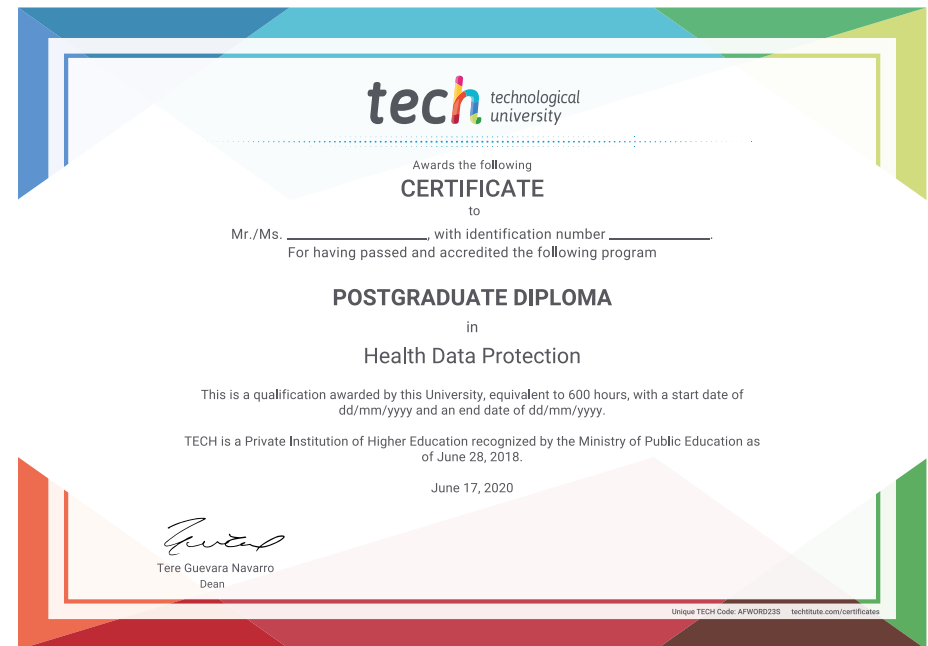 tech technological
university
Awards the following
CERTIFICATE
to
Mr./Ms. ____________________, with identification number ______________.
For having passed and accredited the following program
POSTGRADUATE DIPLOMA
in
Health Data Protection
This is a qualification awarded by this University, equivalent to 600 hours, with a start date of
dd/mm/yyyy and an end date of dd/mm/yyyy.
TECH is a Private Institution of Higher Education recognized by the Ministry of Public Education as
of June 28, 2018.
June 17, 2020
Tere Guevara Navarro
Dean
Unique TECH Code: AFWORD23S techtitute.com/certificates